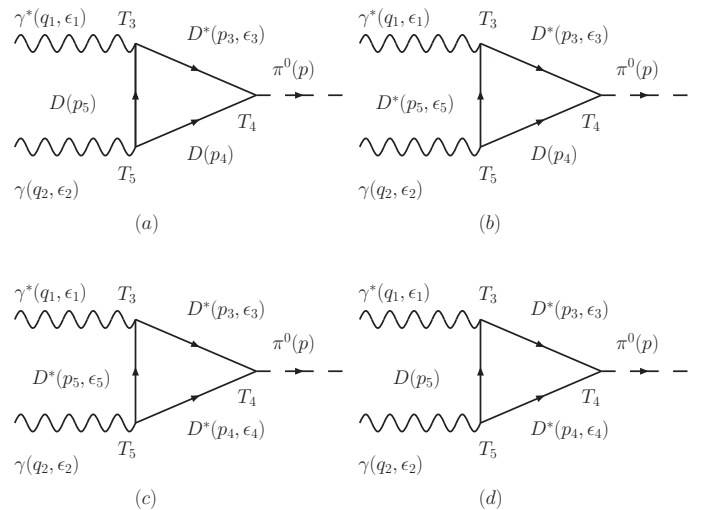 γ*(q₁, ϵ₁) T₃ D*(p₃, ϵ₃) γ*(q₁, ϵ₁) T₃ D*(p₃, ϵ₃)
π⁰(p) π⁰(p)
D(p₅) D*(p₅, ϵ₅)
T₄ T₄
D(p₄) D(p₄)
T₅ T₅
γ(q₂, ϵ₂) γ(q₂, ϵ₂)
(a) (b)
γ*(q₁, ϵ₁) T₃ D*(p₃, ϵ₃) γ*(q₁, ϵ₁) T₃ D*(p₃, ϵ₃)
π⁰(p) π⁰(p)
D*(p₅, ϵ₅) D(p₅)
T₄ T₄
D*(p₄, ϵ₄) D*(p₄, ϵ₄)
T₅ T₅
γ(q₂, ϵ₂) γ(q₂, ϵ₂)
(c) (d)